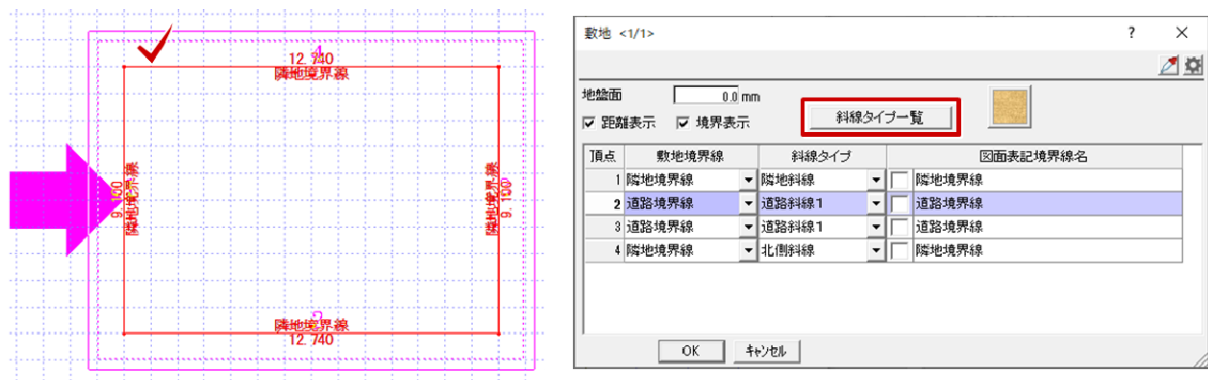 4
12.740
隣地境界線
9.100
隣地境界線
隣地境界線
9.100
隣地境界線
12.740
敷地 <1/1>
? ×
地盤面 0.0 mm
距離表示 境界表示 斜線タイプ一覧
頂点 敷地境界線 斜線タイプ 図面表記境界線名
1 隣地境界線 隣地斜線 隣地境界線
2 道路境界線 道路斜線1 道路境界線
3 道路境界線 道路斜線1 道路境界線
4 隣地境界線 北側斜線 隣地境界線
OK キャンセル